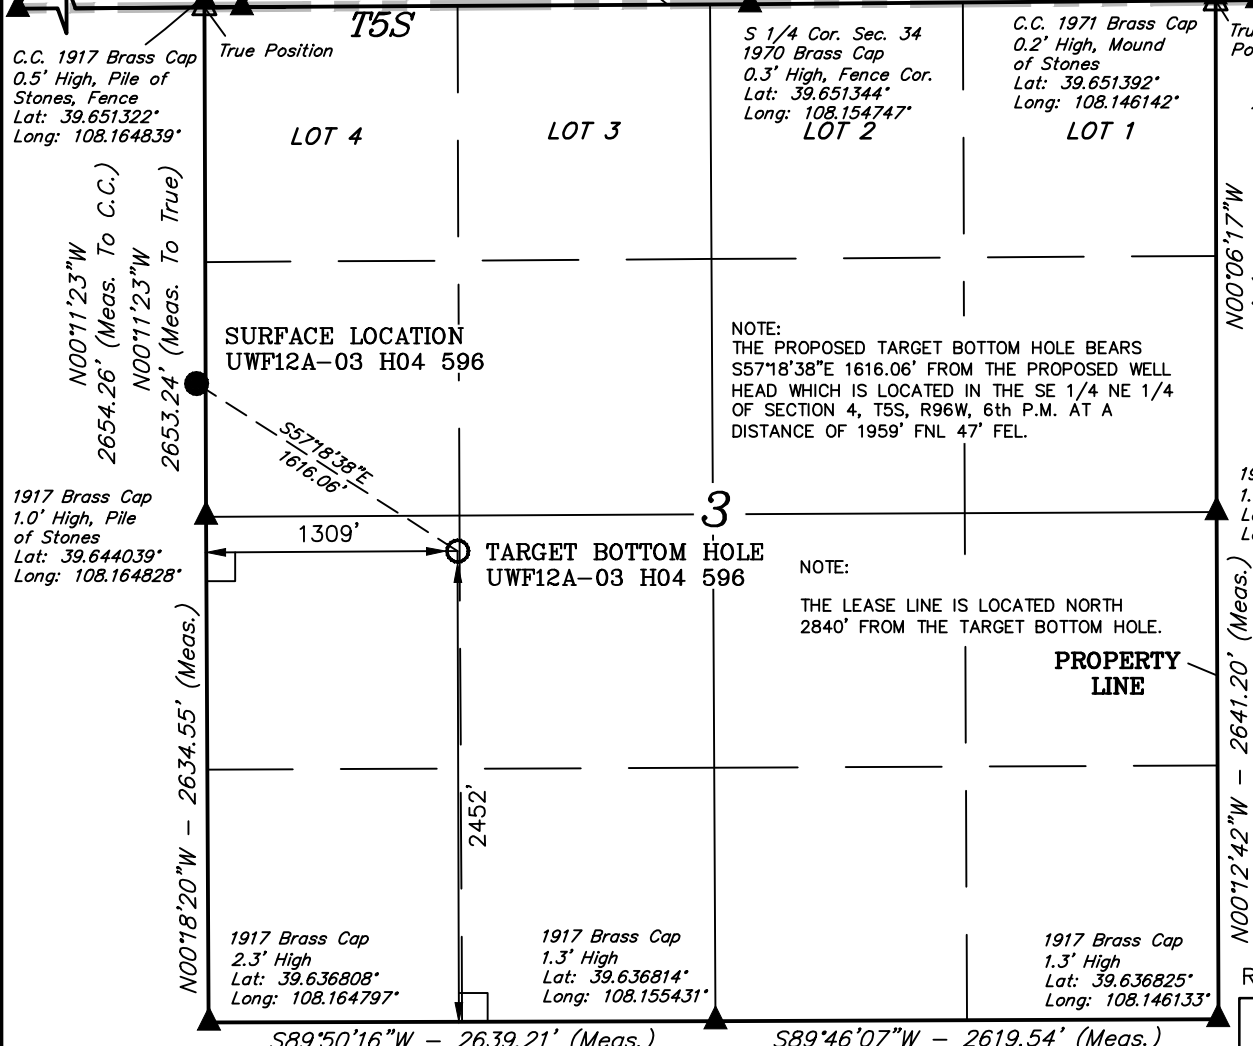 T5S
C.C. 1917 Brass Cap
0.5' High, Pile of
Stones, Fence
Lat: 39.651322°
Long: 108.164839°
True Position
S 1/4 Cor. Sec. 34
1970 Brass Cap
0.3' High, Fence Cor.
Lat: 39.651344°
Long: 108.154747°
C.C. 1971 Brass Cap
0.2' High, Mound
of Stones
Lat: 39.651392°
Long: 108.146142°
LOT 4
LOT 3
LOT 2
LOT 1
N00°11'23"W
2654.26' (Meas. To C.C.)
N00°11'23"W
2653.24' (Meas. To True)
N00°06'17"W
SURFACE LOCATION
UWF12A-03 H04 596
NOTE:
THE PROPOSED TARGET BOTTOM HOLE BEARS
S57°18'38"E 1616.06' FROM THE PROPOSED WELL
HEAD WHICH IS LOCATED IN THE SE 1/4 NE 1/4
OF SECTION 4, T5S, R96W, 6th P.M. AT A
DISTANCE OF 1959' FNL 47' FEL.
S57°18'38"E
1616.06'
1917 Brass Cap
1.0' High, Pile
of Stones
Lat: 39.644039°
Long: 108.164828°
3
1309'
TARGET BOTTOM HOLE
UWF12A-03 H04 596
NOTE:
THE LEASE LINE IS LOCATED NORTH
2840' FROM THE TARGET BOTTOM HOLE.
PROPERTY
LINE
N00°18'20"W - 2634.55' (Meas.)
2452'
N00°12'42"W - 2641.20' (Meas.)
1917 Brass Cap
2.3' High
Lat: 39.636808°
Long: 108.164797°
1917 Brass Cap
1.3' High
Lat: 39.636814°
Long: 108.155431°
1917 Brass Cap
1.3' High
Lat: 39.636825°
Long: 108.146133°
S89°50'16"W - 2639.21' (Meas.)
S89°46'07"W - 2619.54' (Meas.)